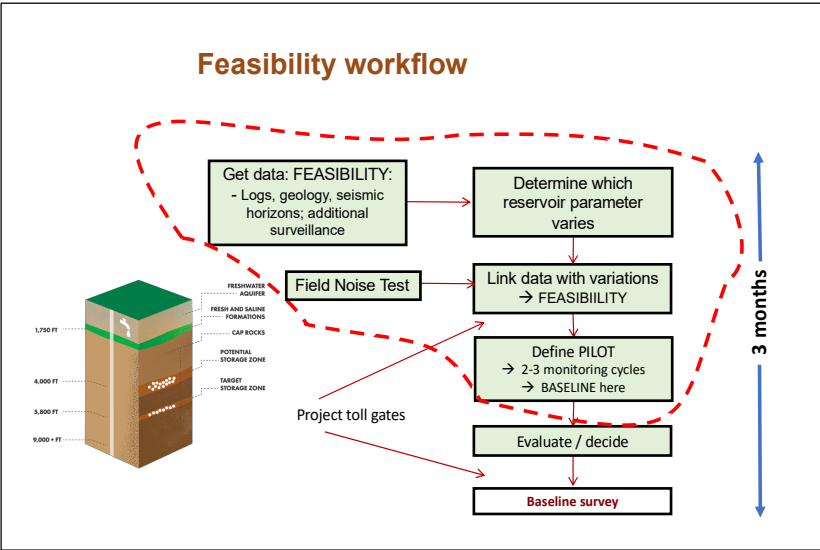 Feasibility workflow
Get data: FEASIBILITY:
- Logs, geology, seismic
horizons; additional
surveillance
Determine which
reservoir parameter
varies
Field Noise Test
Link data with variations
→ FEASIBIILITY
Define PILOT
→ 2-3 monitoring cycles
→ BASELINE here
Project toll gates
Evaluate / decide
Baseline survey
3 months
FRESHWATER
AQUIFER
FRESH AND SALINE
FORMATIONS
1,750 FT
CAP ROCKS
POTENTIAL
STORAGE ZONE
4,000 FT
TARGET
STORAGE ZONE
5,800 FT
9,000 + FT